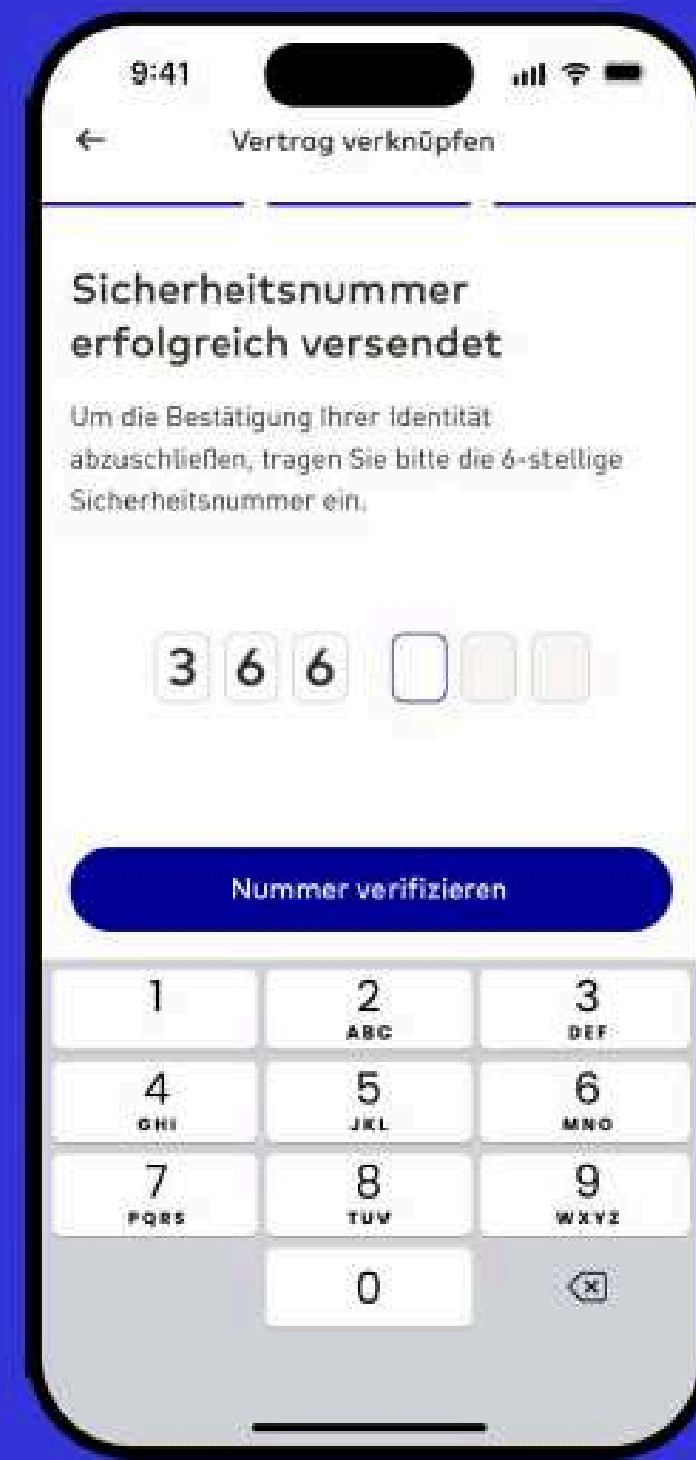 9:41
Vertrag verknüpfen
Sicherheitsnummer
erfolgreich versendet
Um die Bestätigung Ihrer Identität
abzuschließen, tragen Sie bitte die 6-stellige
Sicherheitsnummer ein.
3 6 6
Nummer verifizieren
1 2 3
ABC DEF
4 5 6
GHI JKL MNO
7 8 9
PQRS TUV WXYZ
0